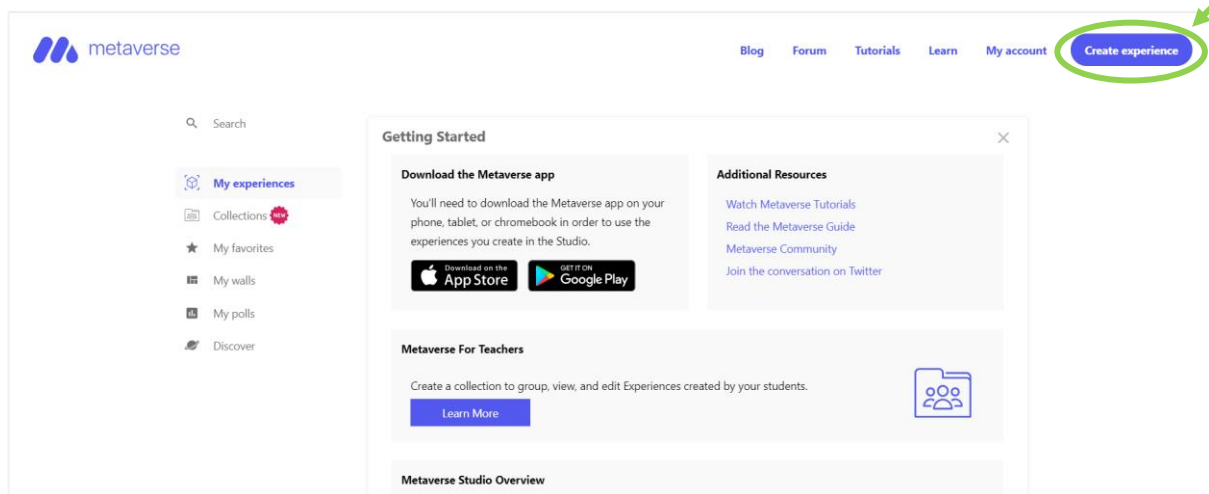 metaverse
Blog Forum Tutorials Learn My account Create experience
Search
My experiences
Collections NEW
My favorites
My walls
My polls
Discover
Getting Started
Download the Metaverse app
You'll need to download the Metaverse app on your
phone, tablet, or chromebook in order to use the
experiences you create in the Studio.
Download on the
App Store
GET IT ON
Google Play
Additional Resources
Watch Metaverse Tutorials
Read the Metaverse Guide
Metaverse Community
Join the conversation on Twitter
Metaverse For Teachers
Create a collection to group, view, and edit Experiences created by your students.
Learn More
Metaverse Studio Overview